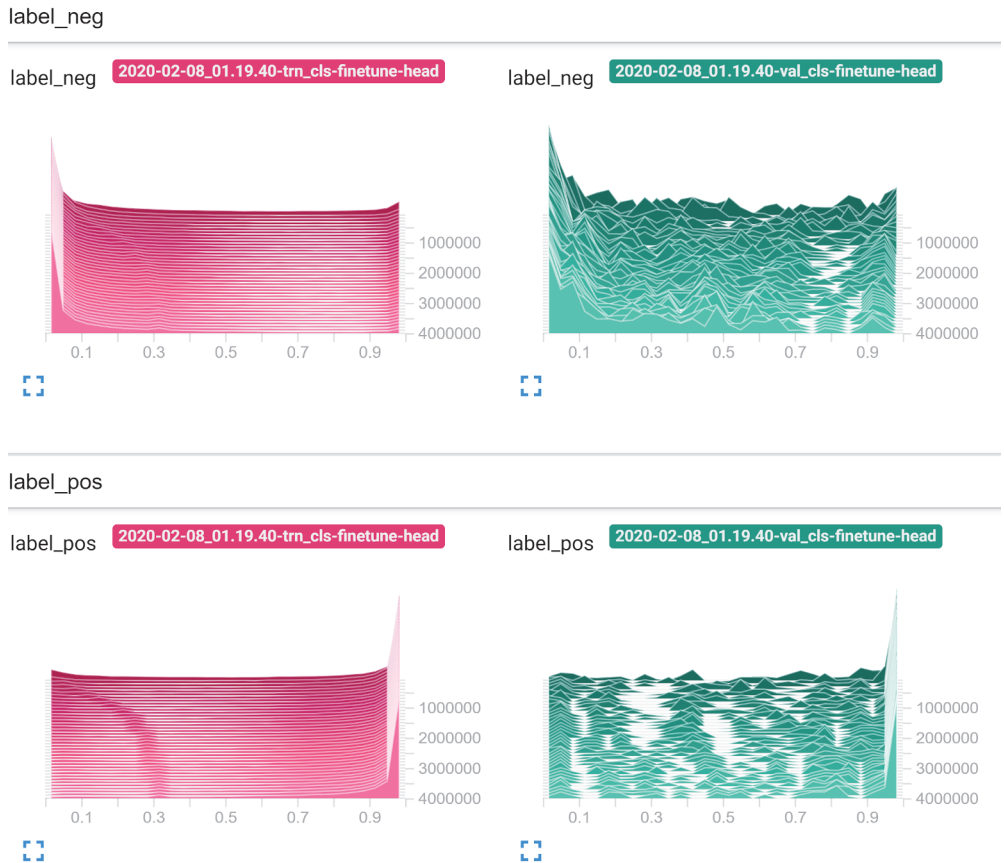 label_neg
label_neg 2020-02-08_01.19.40-trn_cls-finetune-head
label_neg 2020-02-08_01.19.40-val_cls-finetune-head
1000000
2000000
3000000
4000000
0.1 0.3 0.5 0.7 0.9
1000000
2000000
3000000
4000000
0.1 0.3 0.5 0.7 0.9
label_pos
label_pos 2020-02-08_01.19.40-trn_cls-finetune-head
label_pos 2020-02-08_01.19.40-val_cls-finetune-head
1000000
2000000
3000000
4000000
0.1 0.3 0.5 0.7 0.9
1000000
2000000
3000000
4000000
0.1 0.3 0.5 0.7 0.9